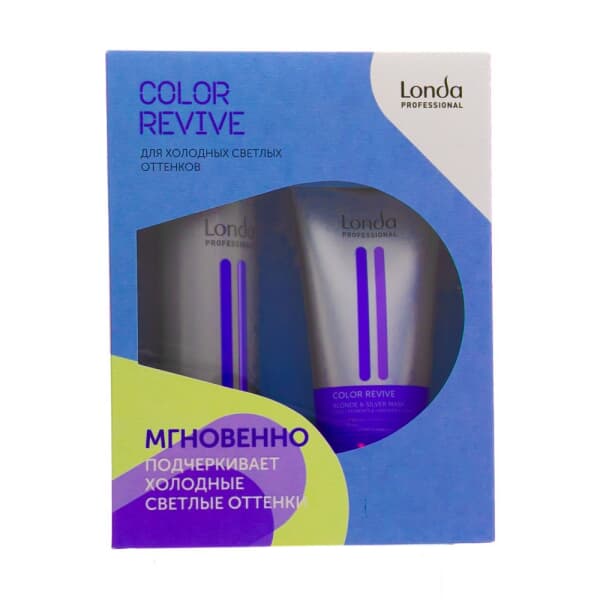 COLOR
REVIVE
ДЛЯ ХОЛОДНЫХ СВЕТЛЫХ
ОТТЕНКОВ
Londa
PROFESSIONAL
Londa
PROFESSIONAL
Londa
PROFESSIONAL
COLOR REVIVE
BLONDE & SILVER MASK
МГНОВЕННО
ПОДЧЕРКИВАЕТ
ХОЛОДНЫЕ
СВЕТЛЫЕ ОТТЕНКИ